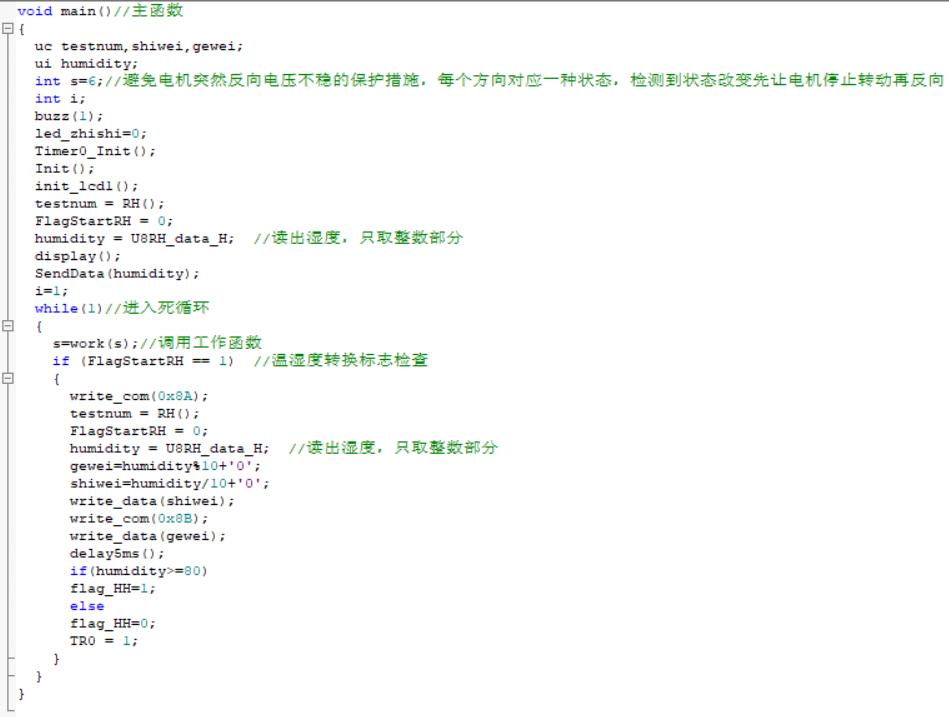 void main()//主函数
{
uc testnum,shiwei,gewei;
ui humidity;
int s=6;//避免电机突然反向电压不稳的保护措施，每个方向对应一种状态，检测到状态改变先让电机停止转动再反向
int i;
buzz(1);
led_zhishi=0;
Timer0_Init();
Init();
init_lcd1();
testnum = RH();
FlagStartRH = 0;
humidity = U8RH_data_H;  //读出湿度，只取整数部分
display();
SendData(humidity);
i=1;
while(1)//进入死循环
{
s=work(s);//调用工作函数
if (FlagStartRH == 1)  //温湿度转换标志检查
{
write_com(0x8A);
testnum = RH();
FlagStartRH = 0;
humidity = U8RH_data_H;  //读出湿度，只取整数部分
gewei=humidity%10+'0';
shiwei=humidity/10+'0';
write_data(shiwei);
write_com(0x8B);
write_data(gewei);
delay5ms();
if(humidity>=80)
flag_HH=1;
else
flag_HH=0;
TR0 = 1;
}
}
}